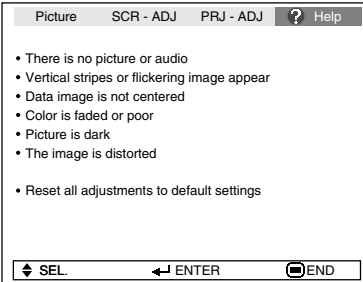 Picture SCR - ADJ PRJ - ADJ ? Help
• There is no picture or audio
• Vertical stripes or flickering image appear
• Data image is not centered
• Color is faded or poor
• Picture is dark
• The image is distorted
• Reset all adjustments to default settings
SEL. ENTER END